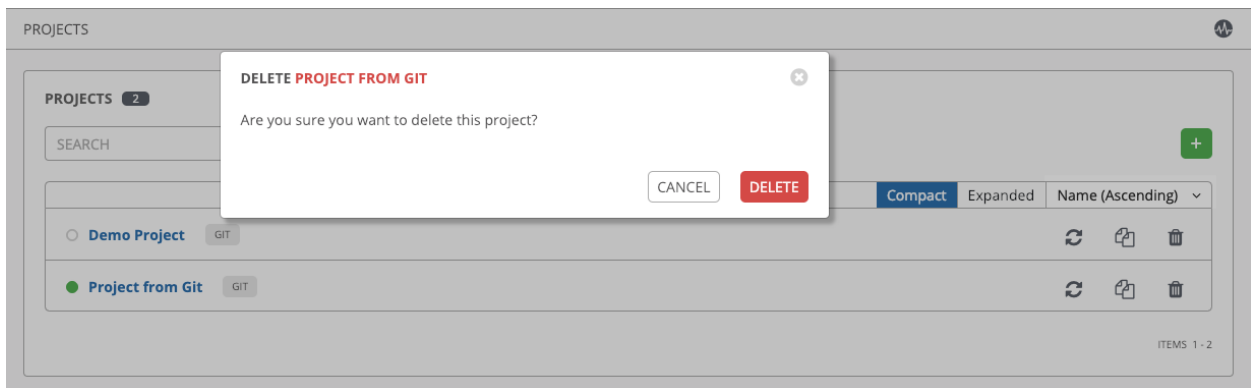 PROJECTS
DELETE PROJECT FROM GIT
Are you sure you want to delete this project?
CANCEL DELETE
PROJECTS 2
SEARCH
+
Compact Expanded Name (Ascending)
Demo Project GIT
Project from Git GIT
ITEMS 1 - 2